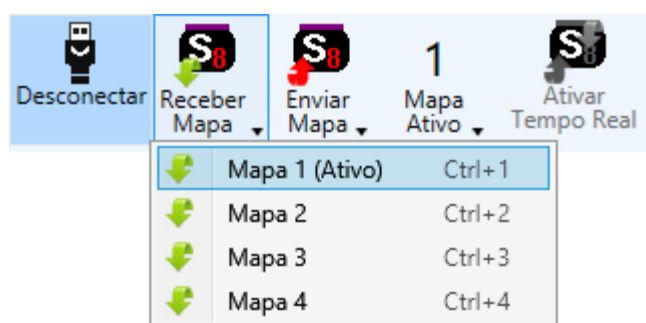 S8
S8
1
S8
Desconectar
Receber
Mapa
Enviar
Mapa
Mapa
Ativo
Ativar
Tempo Real
Mapa 1 (Ativo) Ctrl+1
Mapa 2 Ctrl+2
Mapa 3 Ctrl+3
Mapa 4 Ctrl+4